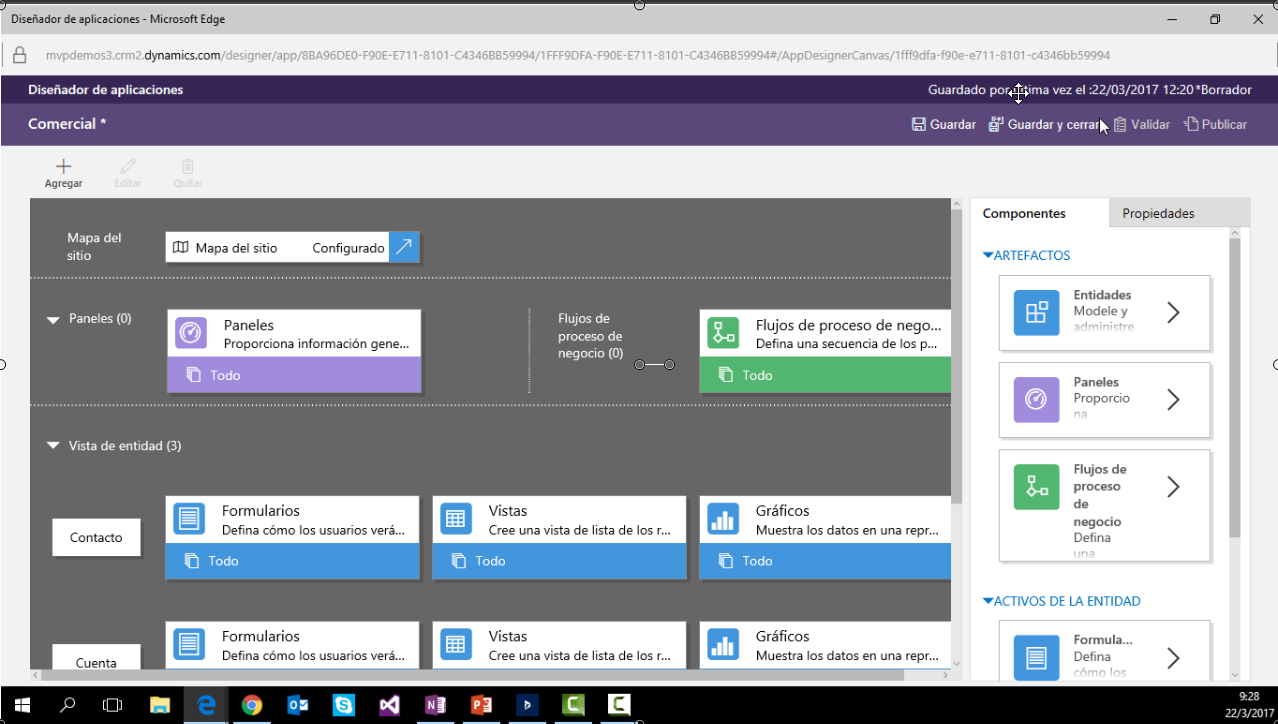 Diseñador de aplicaciones - Microsoft Edge
mvpdemos3.crm2.dynamics.com/designer/app/8BA96DE0-F90E-E711-8101-C4346BB59994/1FFF9DFA-F90E-E711-8101-C4346BB59994#/AppDesignerCanvas/1fff9dfa-f90e-e711-8101-c4346bb59994
Diseñador de aplicaciones
Guardado por última vez el :22/03/2017 12:20 *Borrador
Comercial *
Guardar
Guardar y cerrar
Validar
Publicar
Agregar
Editar
Quitar
Mapa del
sitio
Mapa del sitio
Configurado
Paneles (0)
Paneles
Proporciona información gene...
Todo
Flujos de
proceso de
negocio (0)
Flujos de proceso de nego...
Defina una secuencia de los p...
Todo
Vista de entidad (3)
Contacto
Formularios
Defina cómo los usuarios verá...
Todo
Vistas
Cree una vista de lista de los r...
Todo
Gráficos
Muestra los datos en una repr...
Todo
Cuenta
Formularios
Defina cómo los usuarios verá...
Vistas
Cree una vista de lista de los r...
Gráficos
Muestra los datos en una repr...
Componentes
Propiedades
ARTEFACTOS
Entidades
Modele y
administre
Paneles
Proporcio
na
Flujos de
proceso
de
negocio
Defina
una
ACTIVOS DE LA ENTIDAD
Formula...
Defina
cómo los
9:28
22/3/2017